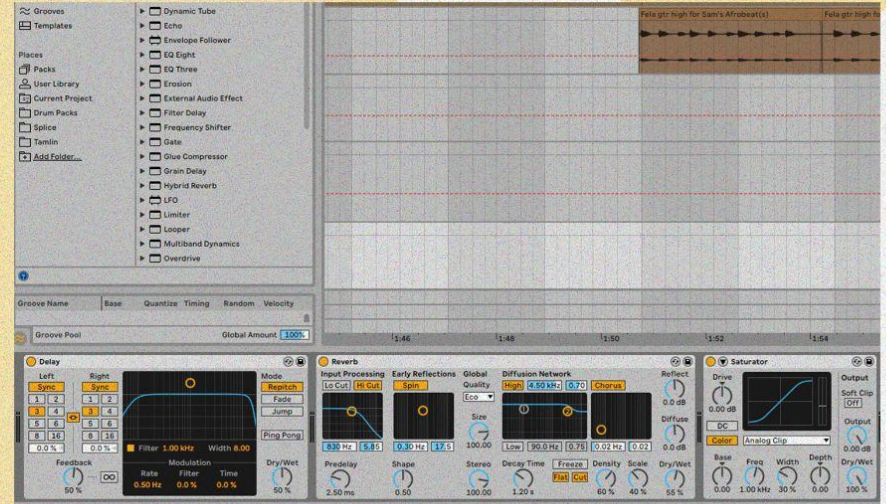 Grooves
Templates
Places
Packs
User Library
Current Project
Drum Packs
Splice
Tamlin
Add Folder...
Dynamic Tube
Echo
Envelope Follower
EQ Eight
EQ Three
Erosion
External Audio Effect
Filter Delay
Frequency Shifter
Gate
Glue Compressor
Grain Delay
Hybrid Reverb
LFO
Limiter
Looper
Multiband Dynamics
Overdrive
Fela gtr high for Sam's Afrobeat(s)
Fela gtr high fo
Groove Name Base Quantize Timing Random Velocity
Groove Pool Global Amount 100%
1:46 1:48 1:50 1:52 1:54
Delay
Left Right
Sync Sync
1 2 1 2
3 4 3 4
5 6 5 6
8 16 8 16
0.0 % 0.0 %
Feedback
50 %
Filter 1.00 kHz Width 8.00
Modulation
Rate Filter Time
0.50 Hz 0.0 % 0.0 %
Mode
Repitch
Fade
Jump
Ping Pong
Dry/Wet
50 %
Reverb
Input Processing
Lo Cut Hi Cut
830 Hz 5.85
Predelay
2.50 ms
Early Reflections
Spin
0.30 Hz 17.5
Shape
0.50
Global
Quality
Eco
Size
100.00
Stereo
100.00
Diffusion Network
High 4.50 kHz 0.70 Chorus
Low 90.0 Hz 0.75 0.02 Hz 0.02
Decay Time Freeze Density Scale
Flat Cut
1.20 s 60 % 40 %
Reflect
0.0 dB
Diffuse
0.0 dB
Dry/Wet
55 %
Saturator
Drive
0.00 dB
DC
Color Analog Clip
Base Freq Width Depth
0.00 1.00 kHz 30 % 0.00
Output
Soft Clip
Off
Output
0.00 dB
Dry/Wet
100 %